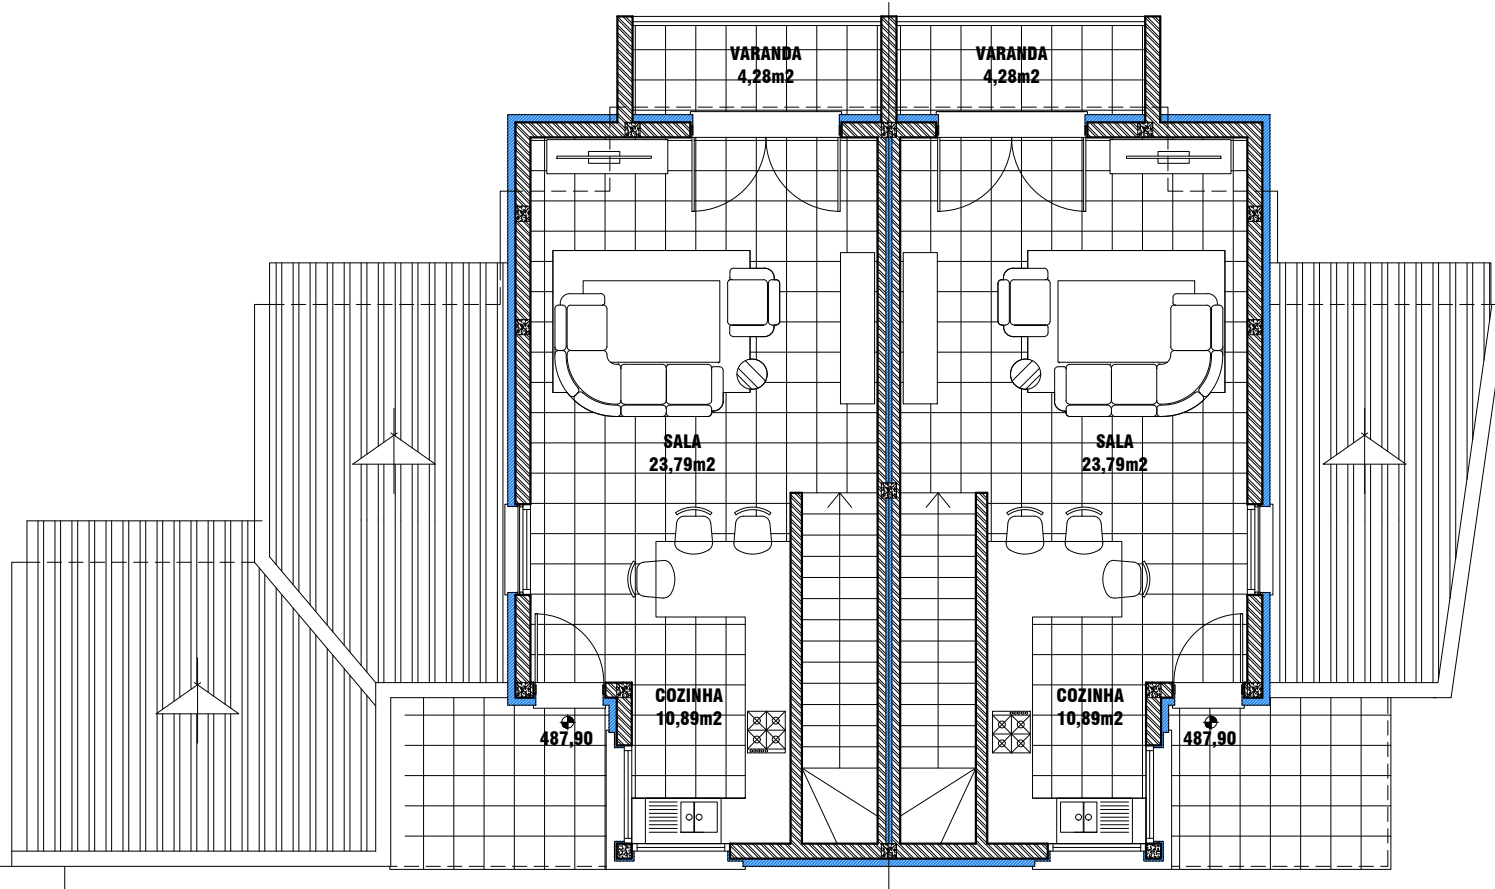 VARANDA
4,28m2
VARANDA
4,28m2
SALA
23,79m2
SALA
23,79m2
COZINHA
10,89m2
COZINHA
10,89m2
487,90
487,90